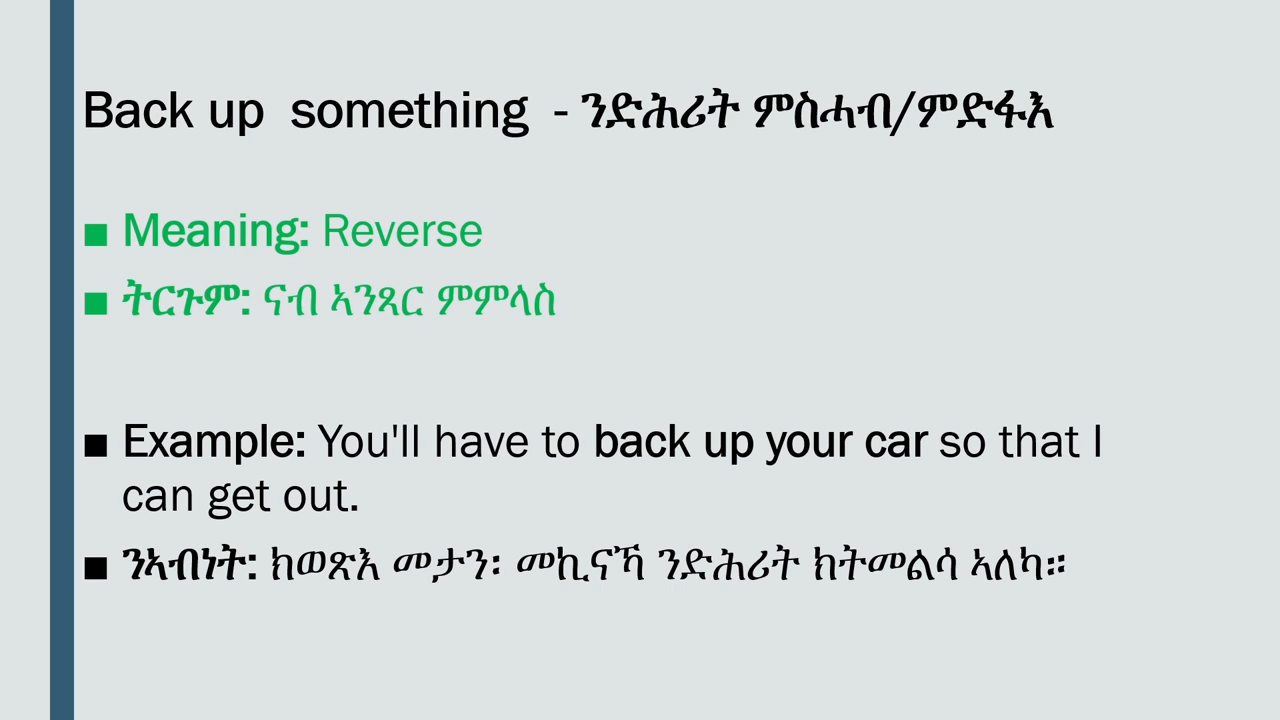 Back up something - ንድሕሪት ምስሓብ/ምድፋእ
■ Meaning: Reverse
■ ትርጉም: ናብ ኣንጻር ምምላስ
■ Example: You'll have to back up your car so that I
can get out.
■ ንኣብነት: ክወጽእ መታን፡ መኪናኻ ንድሕሪት ክትመልሳ ኣለካ።